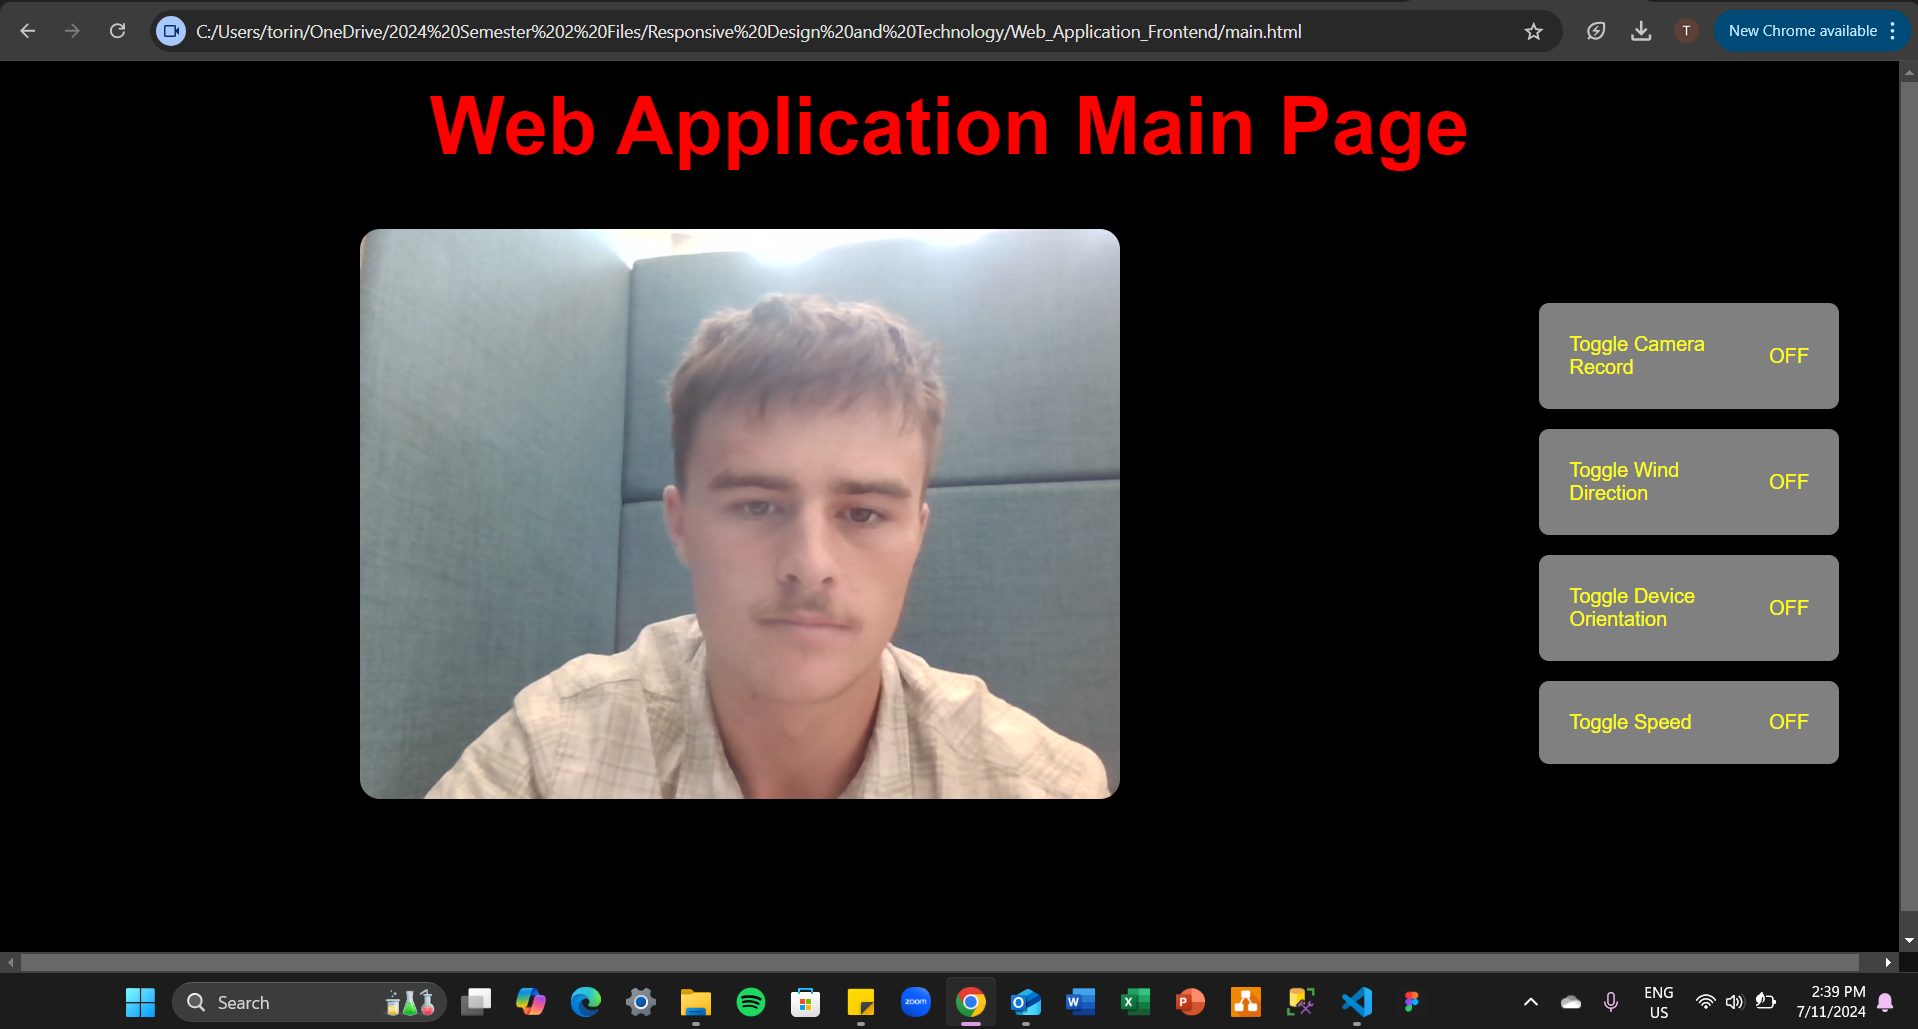 C:/Users/torin/OneDrive/2024%20Semester%202%20Files/Responsive%20Design%20and%20Technology/Web_Application_Frontend/main.html
T
New Chrome available
Web Application Main Page
Toggle Camera
Record
OFF
Toggle Wind
Direction
OFF
Toggle Device
Orientation
OFF
Toggle Speed
OFF
Search
zoom
O
W
X
P
ENG
US
2:39 PM
7/11/2024